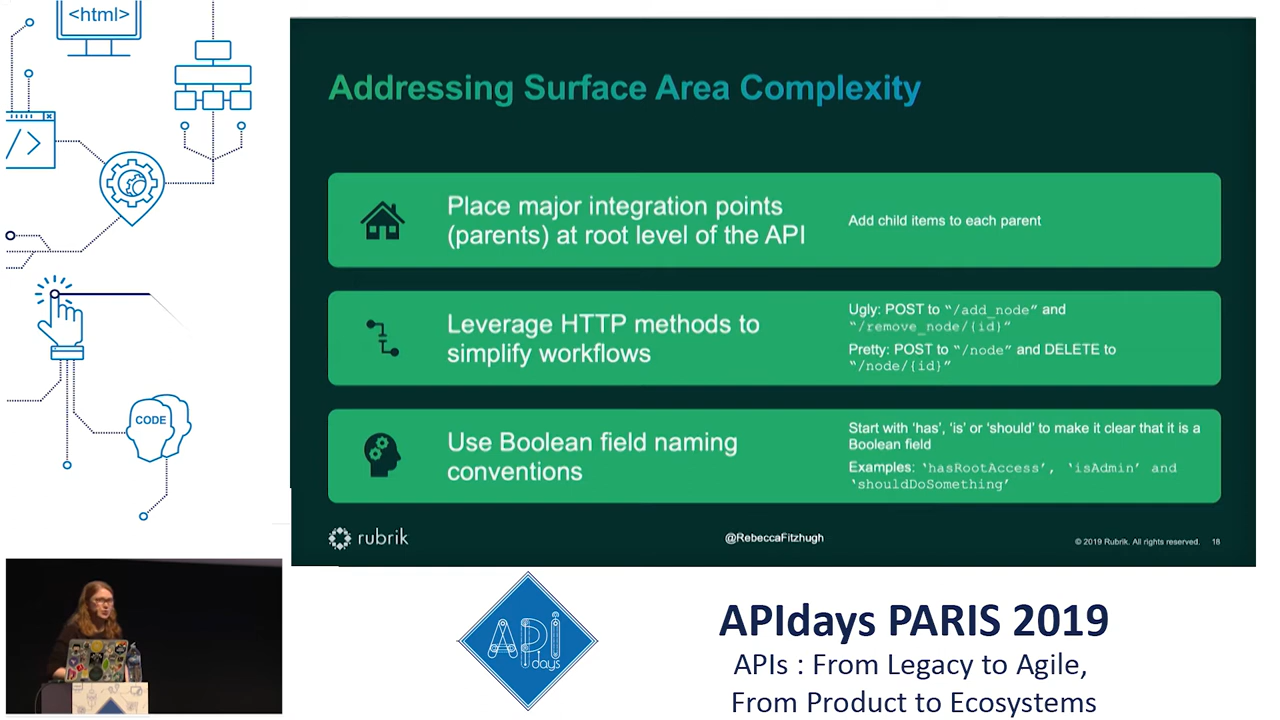 <html>
</>
CODE
Addressing Surface Area Complexity
Place major integration points
(parents) at root level of the API
Add child items to each parent
Leverage HTTP methods to
simplify workflows
Ugly: POST to “/add_node” and
“/remove_node/{id}”
Pretty: POST to “/node” and DELETE to
“/node/{id}”
Use Boolean field naming
conventions
Start with ‘has’, ‘is’ or ‘should’ to make it clear that it is a
Boolean field
Examples: ‘hasRootAccess’, ‘isAdmin’ and
‘shouldDoSomething’
rubrik
@RebeccaFitzhugh
© 2019 Rubrik. All rights reserved. 18
API
days
APIdays PARIS 2019
APIs : From Legacy to Agile,
From Product to Ecosystems